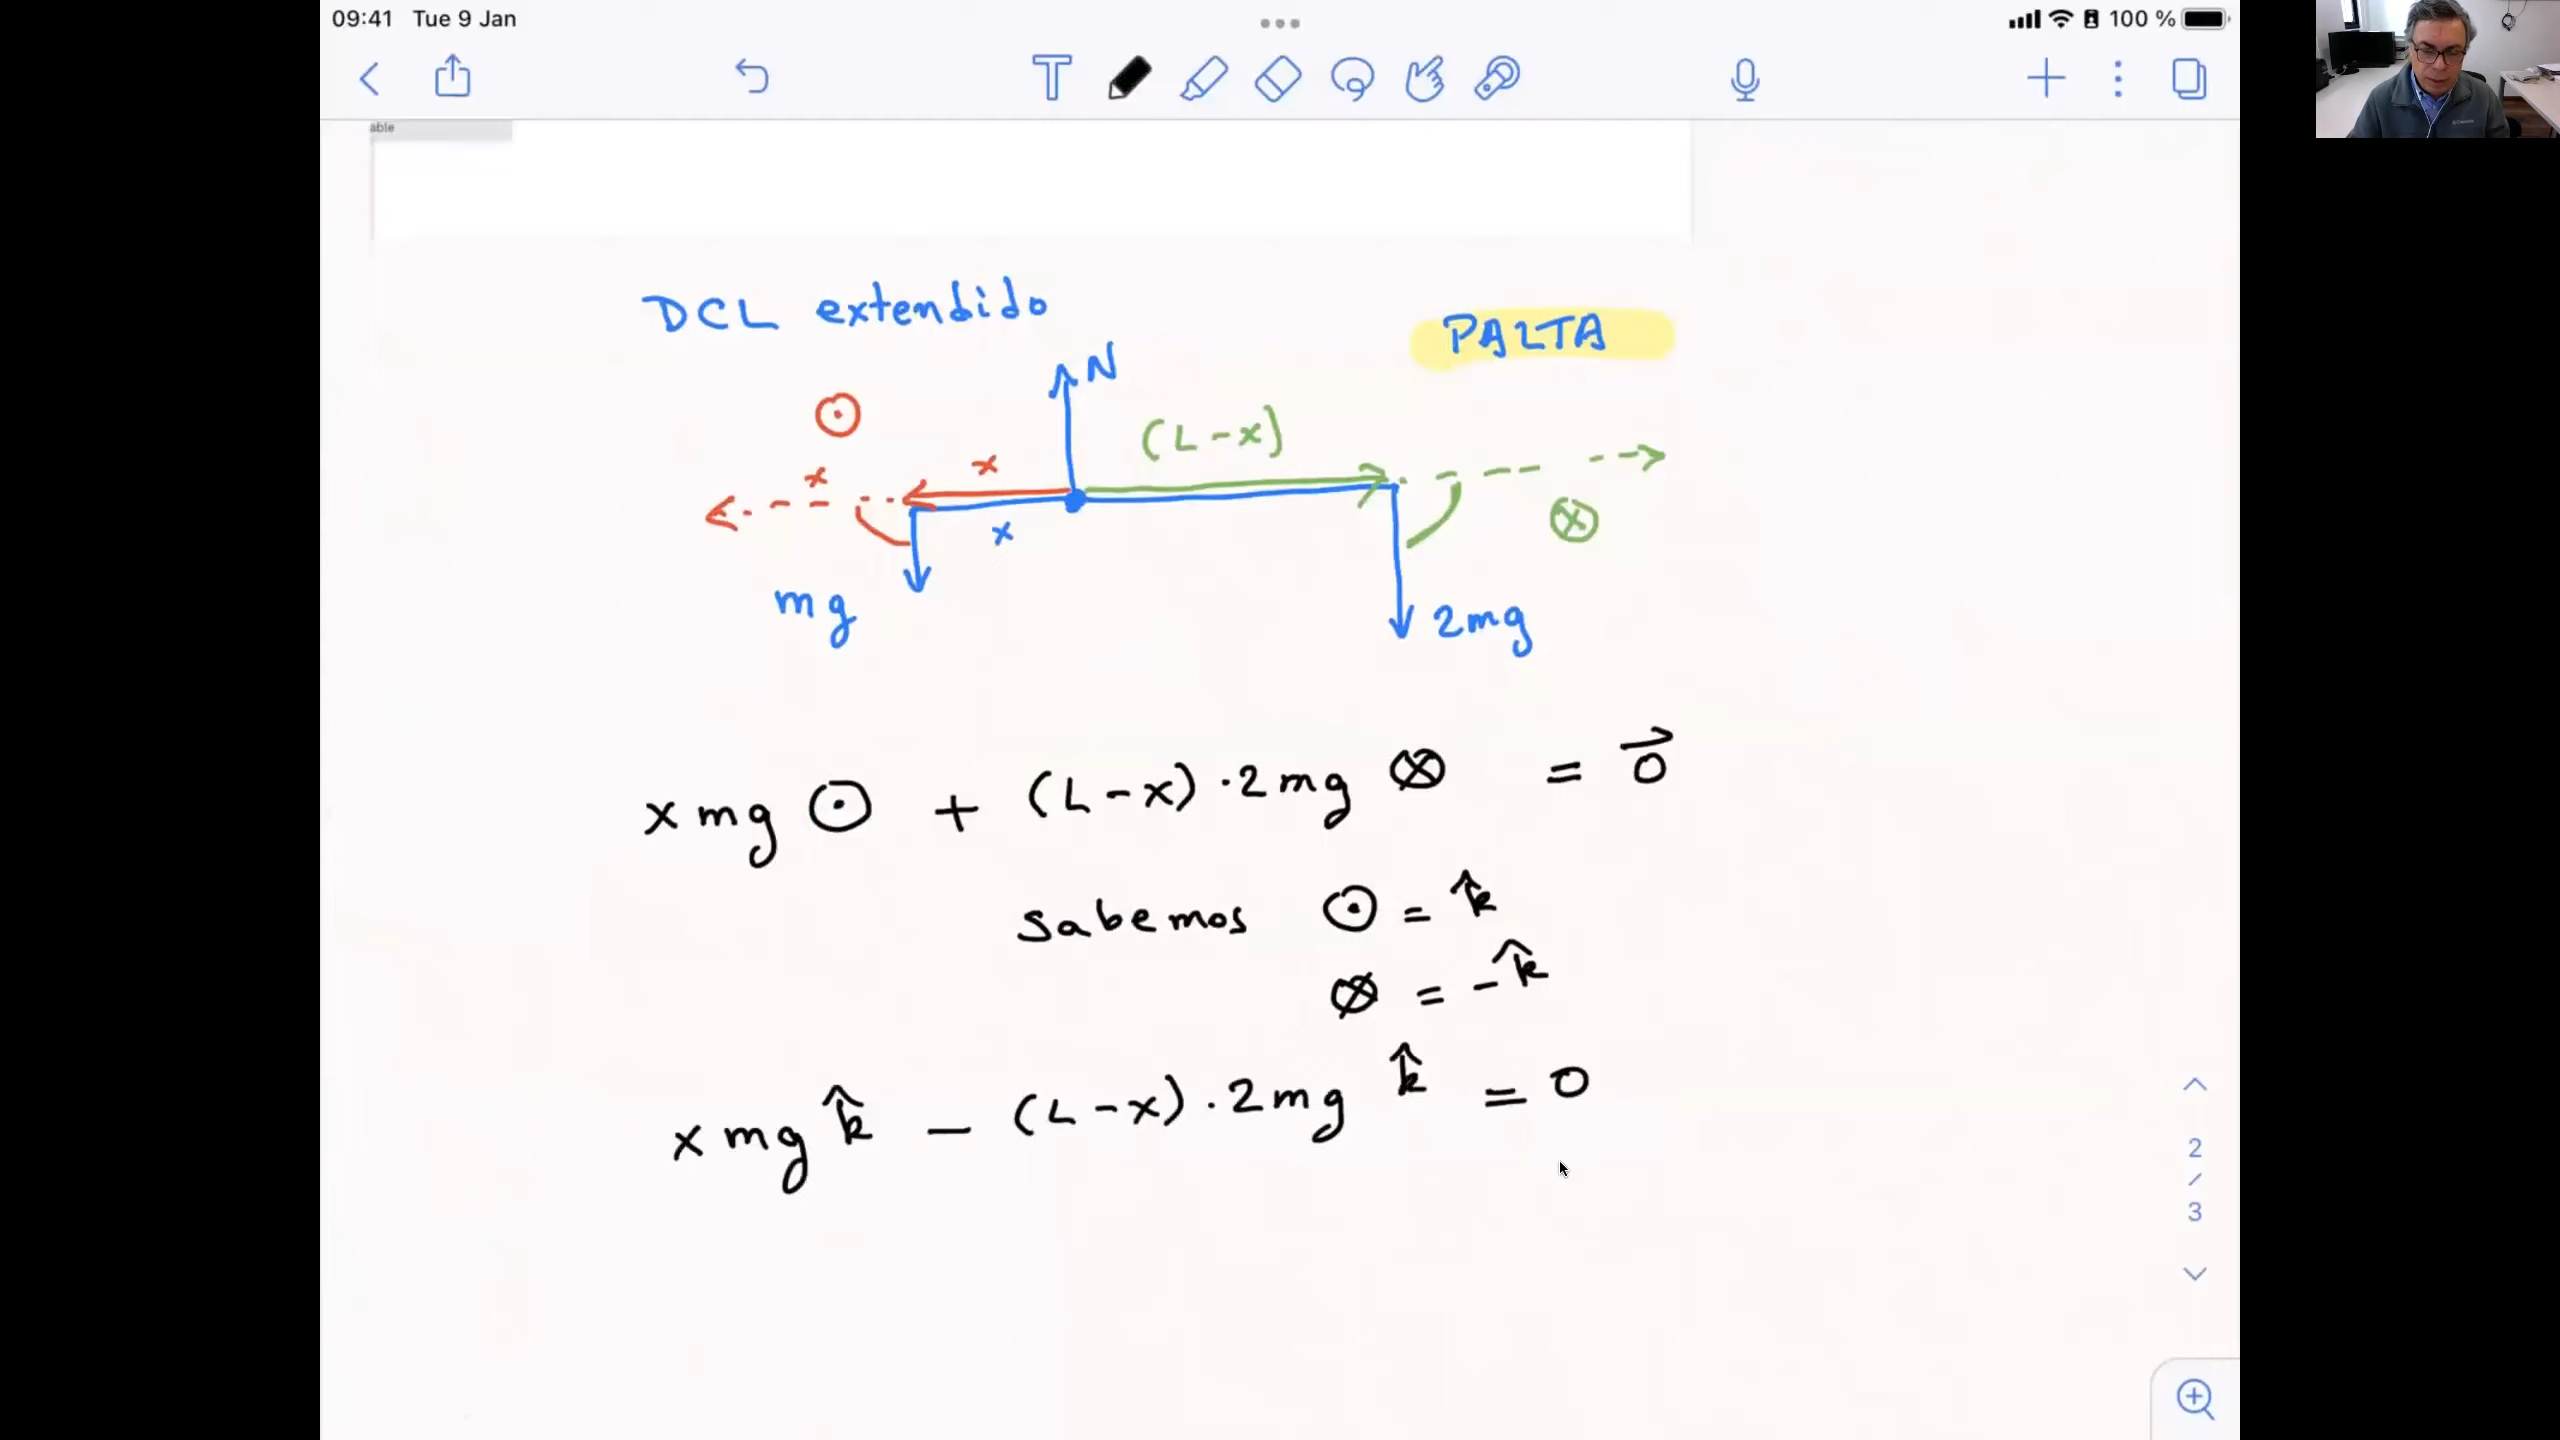 09:41 Tue 9 Jan
100 %
able
DCL extendido
PALTA
N
(L-x)
x
x
x
mg
2mg
x mg ⊙ + (L-x)·2mg ⊗ = 0⃗
sabemos ⊙ = k̂
⊗ = -k̂
x mg k̂ - (L-x)·2mg k̂ = 0
2
/
3